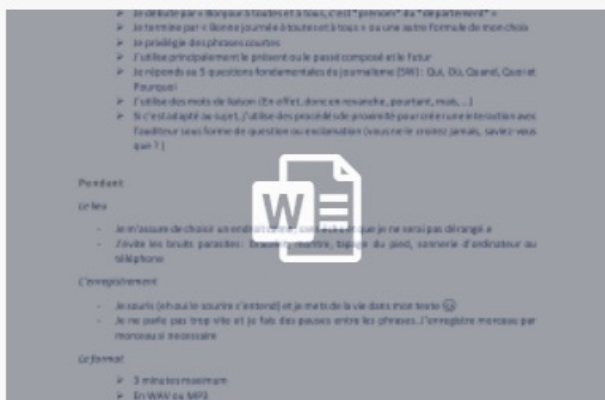 ➤ Je débute par « Bonjour à toutes et à tous, c'est "prénom" du "département" »
➤ Je termine par « Bonne journée à toutes et à tous » ou une autre formule de mon choix
➤ Je privilégie des phrases courtes
➤ J'utilise principalement le présent ou le passé composé et le futur
➤ Je réponds au 5 questions fondamentales du journalisme (5W) : Qui, Où, Quand, Quoi et
Pourquoi
➤ J'utilise des mots de liaison (En effet, donc en revanche, pourtant, mais, ...)
➤ Si c'est adapté au sujet, j'utilise des procédés de proximité pour créer une interaction avec
l'auditeur sous forme de question ou exclamation (vous ne le croirez jamais, saviez-vous
que ? )
Pendant
Le lieu
- Je m'assure de choisir un endroit que je ne serai pas dérangé.e
- J'évite les bruits parasites : montre, du pied, sonnerie d'ordinateur ou
téléphone
W
L'enregistrement
- Je souris (eh oui le sourire s'entend) et je mets de la vie dans mon texte 😊
- Je ne parle pas trop vite et je fais des pauses entre les phrases. J'enregistre morceau par
morceau si nécessaire
Le format
➤ 3 minutes maximum
➤ En WAV ou MP3